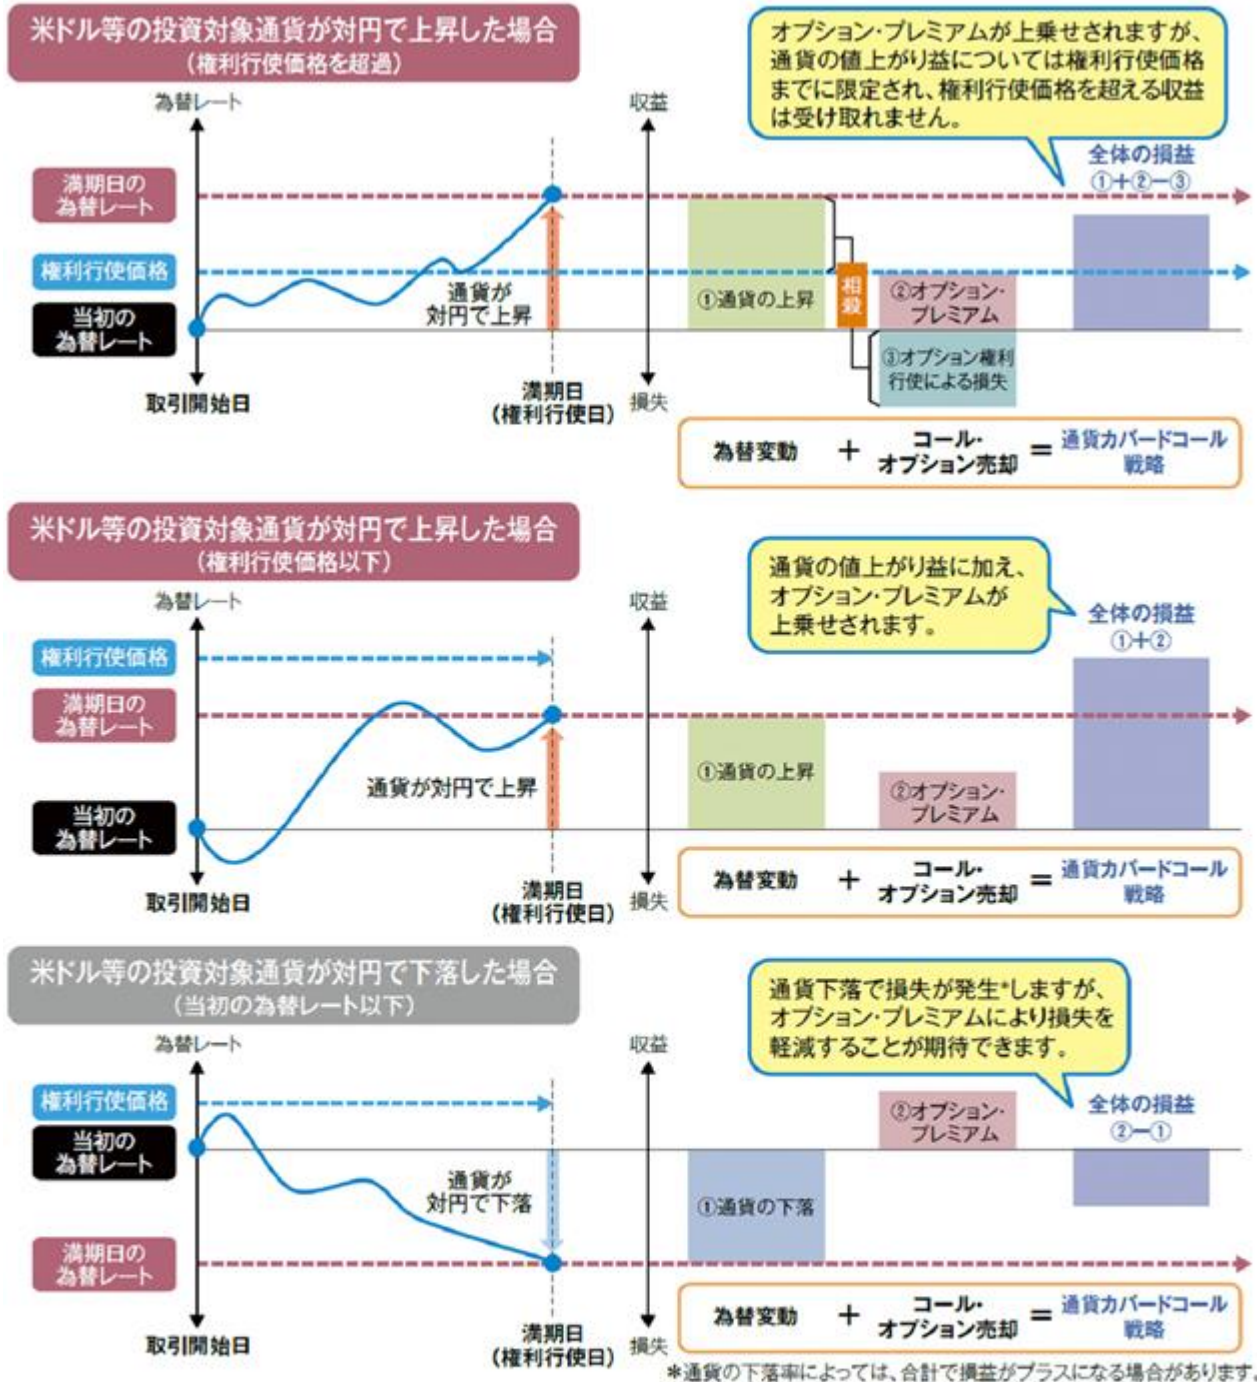 米ドル等の投資対象通貨が対円で上昇した場合
（権利行使価格を超過）
オプション・プレミアムが上乗せされますが、
通貨の値上がり益については権利行使価格
までに限定され、権利行使価格を超える収益
は受け取れません。
為替レート
収益
全体の損益
①＋②ー③
満期日の
為替レート
権利行使価格
当初の
為替レート
通貨が
対円で上昇
①通貨の上昇
相殺
②オプション・
プレミアム
③オプション権利
行使による損失
取引開始日
満期日
（権利行使日）
損失
為替変動
＋
コール・
オプション売却
＝
通貨カバードコール
戦略
米ドル等の投資対象通貨が対円で上昇した場合
（権利行使価格以下）
通貨の値上がり益に加え、
オプション・プレミアムが
上乗せされます。
為替レート
収益
全体の損益
①＋②
権利行使価格
満期日の
為替レート
当初の
為替レート
通貨が対円で上昇
①通貨の上昇
②オプション・
プレミアム
取引開始日
満期日
（権利行使日）
損失
為替変動
＋
コール・
オプション売却
＝
通貨カバードコール
戦略
米ドル等の投資対象通貨が対円で下落した場合
（当初の為替レート以下）
通貨下落で損失が発生*しますが、
オプション・プレミアムにより損失を
軽減することが期待できます。
為替レート
収益
全体の損益
②ー①
権利行使価格
当初の
為替レート
満期日の
為替レート
通貨が
対円で下落
①通貨の下落
②オプション・
プレミアム
取引開始日
満期日
（権利行使日）
損失
為替変動
＋
コール・
オプション売却
＝
通貨カバードコール
戦略
＊通貨の下落率によっては、合計で損益がプラスになる場合があります。